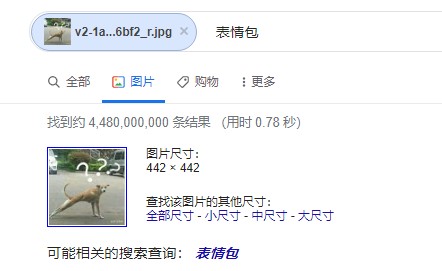 v2-1a...6bf2_r.jpg × 表情包
全部 图片 购物 更多
找到约 4,480,000,000 条结果 （用时 0.78 秒）
???
图片尺寸：
442 × 442
查找该图片的其他尺寸：
全部尺寸 - 小尺寸 - 中尺寸 - 大尺寸
可能相关的搜索查询： 表情包